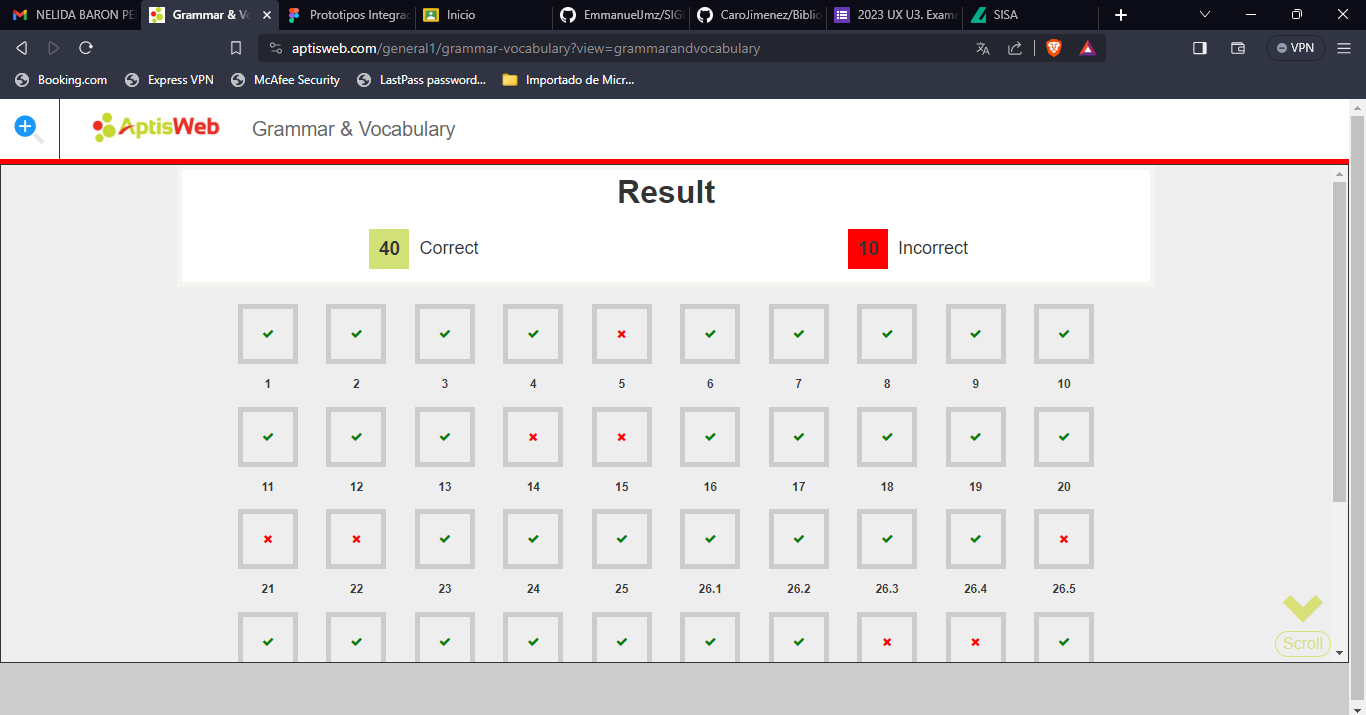 NELIDA BARON PE
Grammar & V
Prototipos Integra
Inicio
EmmanuelJmz/SIG
CaroJimenez/Biblio
2023 UX U3. Exam
SISA
aptisweb.com/general1/grammar-vocabulary?view=grammarandvocabulary
VPN
Booking.com
Express VPN
McAfee Security
LastPass password...
Importado de Micr...
AptisWeb
Grammar & Vocabulary
Result
40 Correct
10 Incorrect
1 2 3 4 5 6 7 8 9 10
11 12 13 14 15 16 17 18 19 20
21 22 23 24 25 26.1 26.2 26.3 26.4 26.5
Scroll